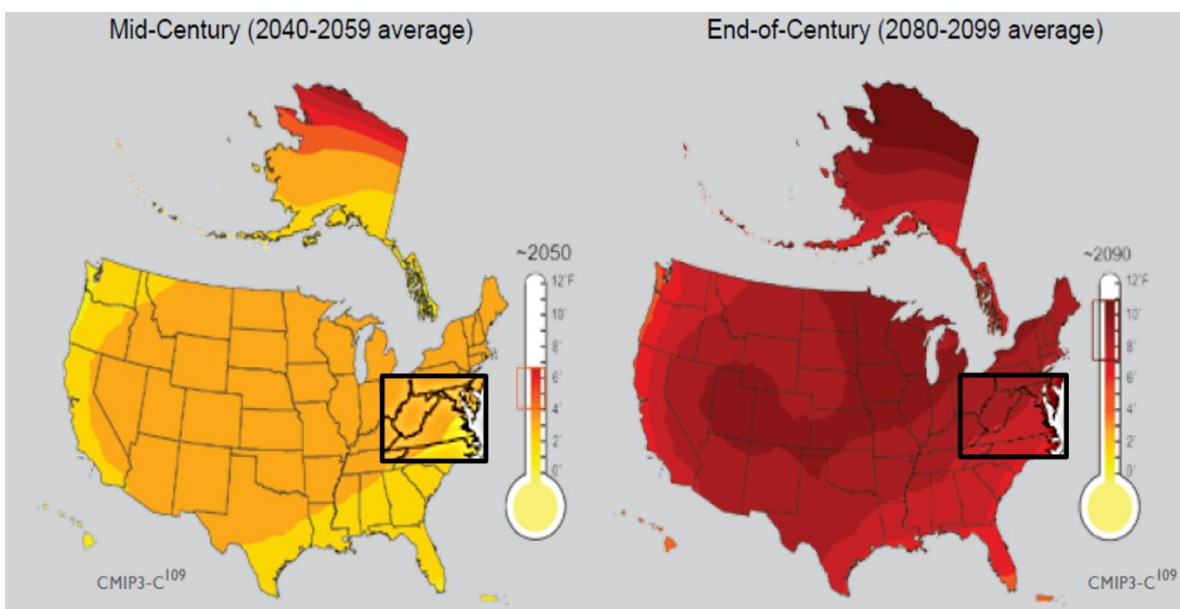 Mid-Century (2040-2059 average)
End-of-Century (2080-2099 average)
~2050
12°F
10°
8°
6°
4°
2°
0°
~2090
12°F
10°
8°
6°
4°
2°
0°
CMIP3-C109
CMIP3-C109